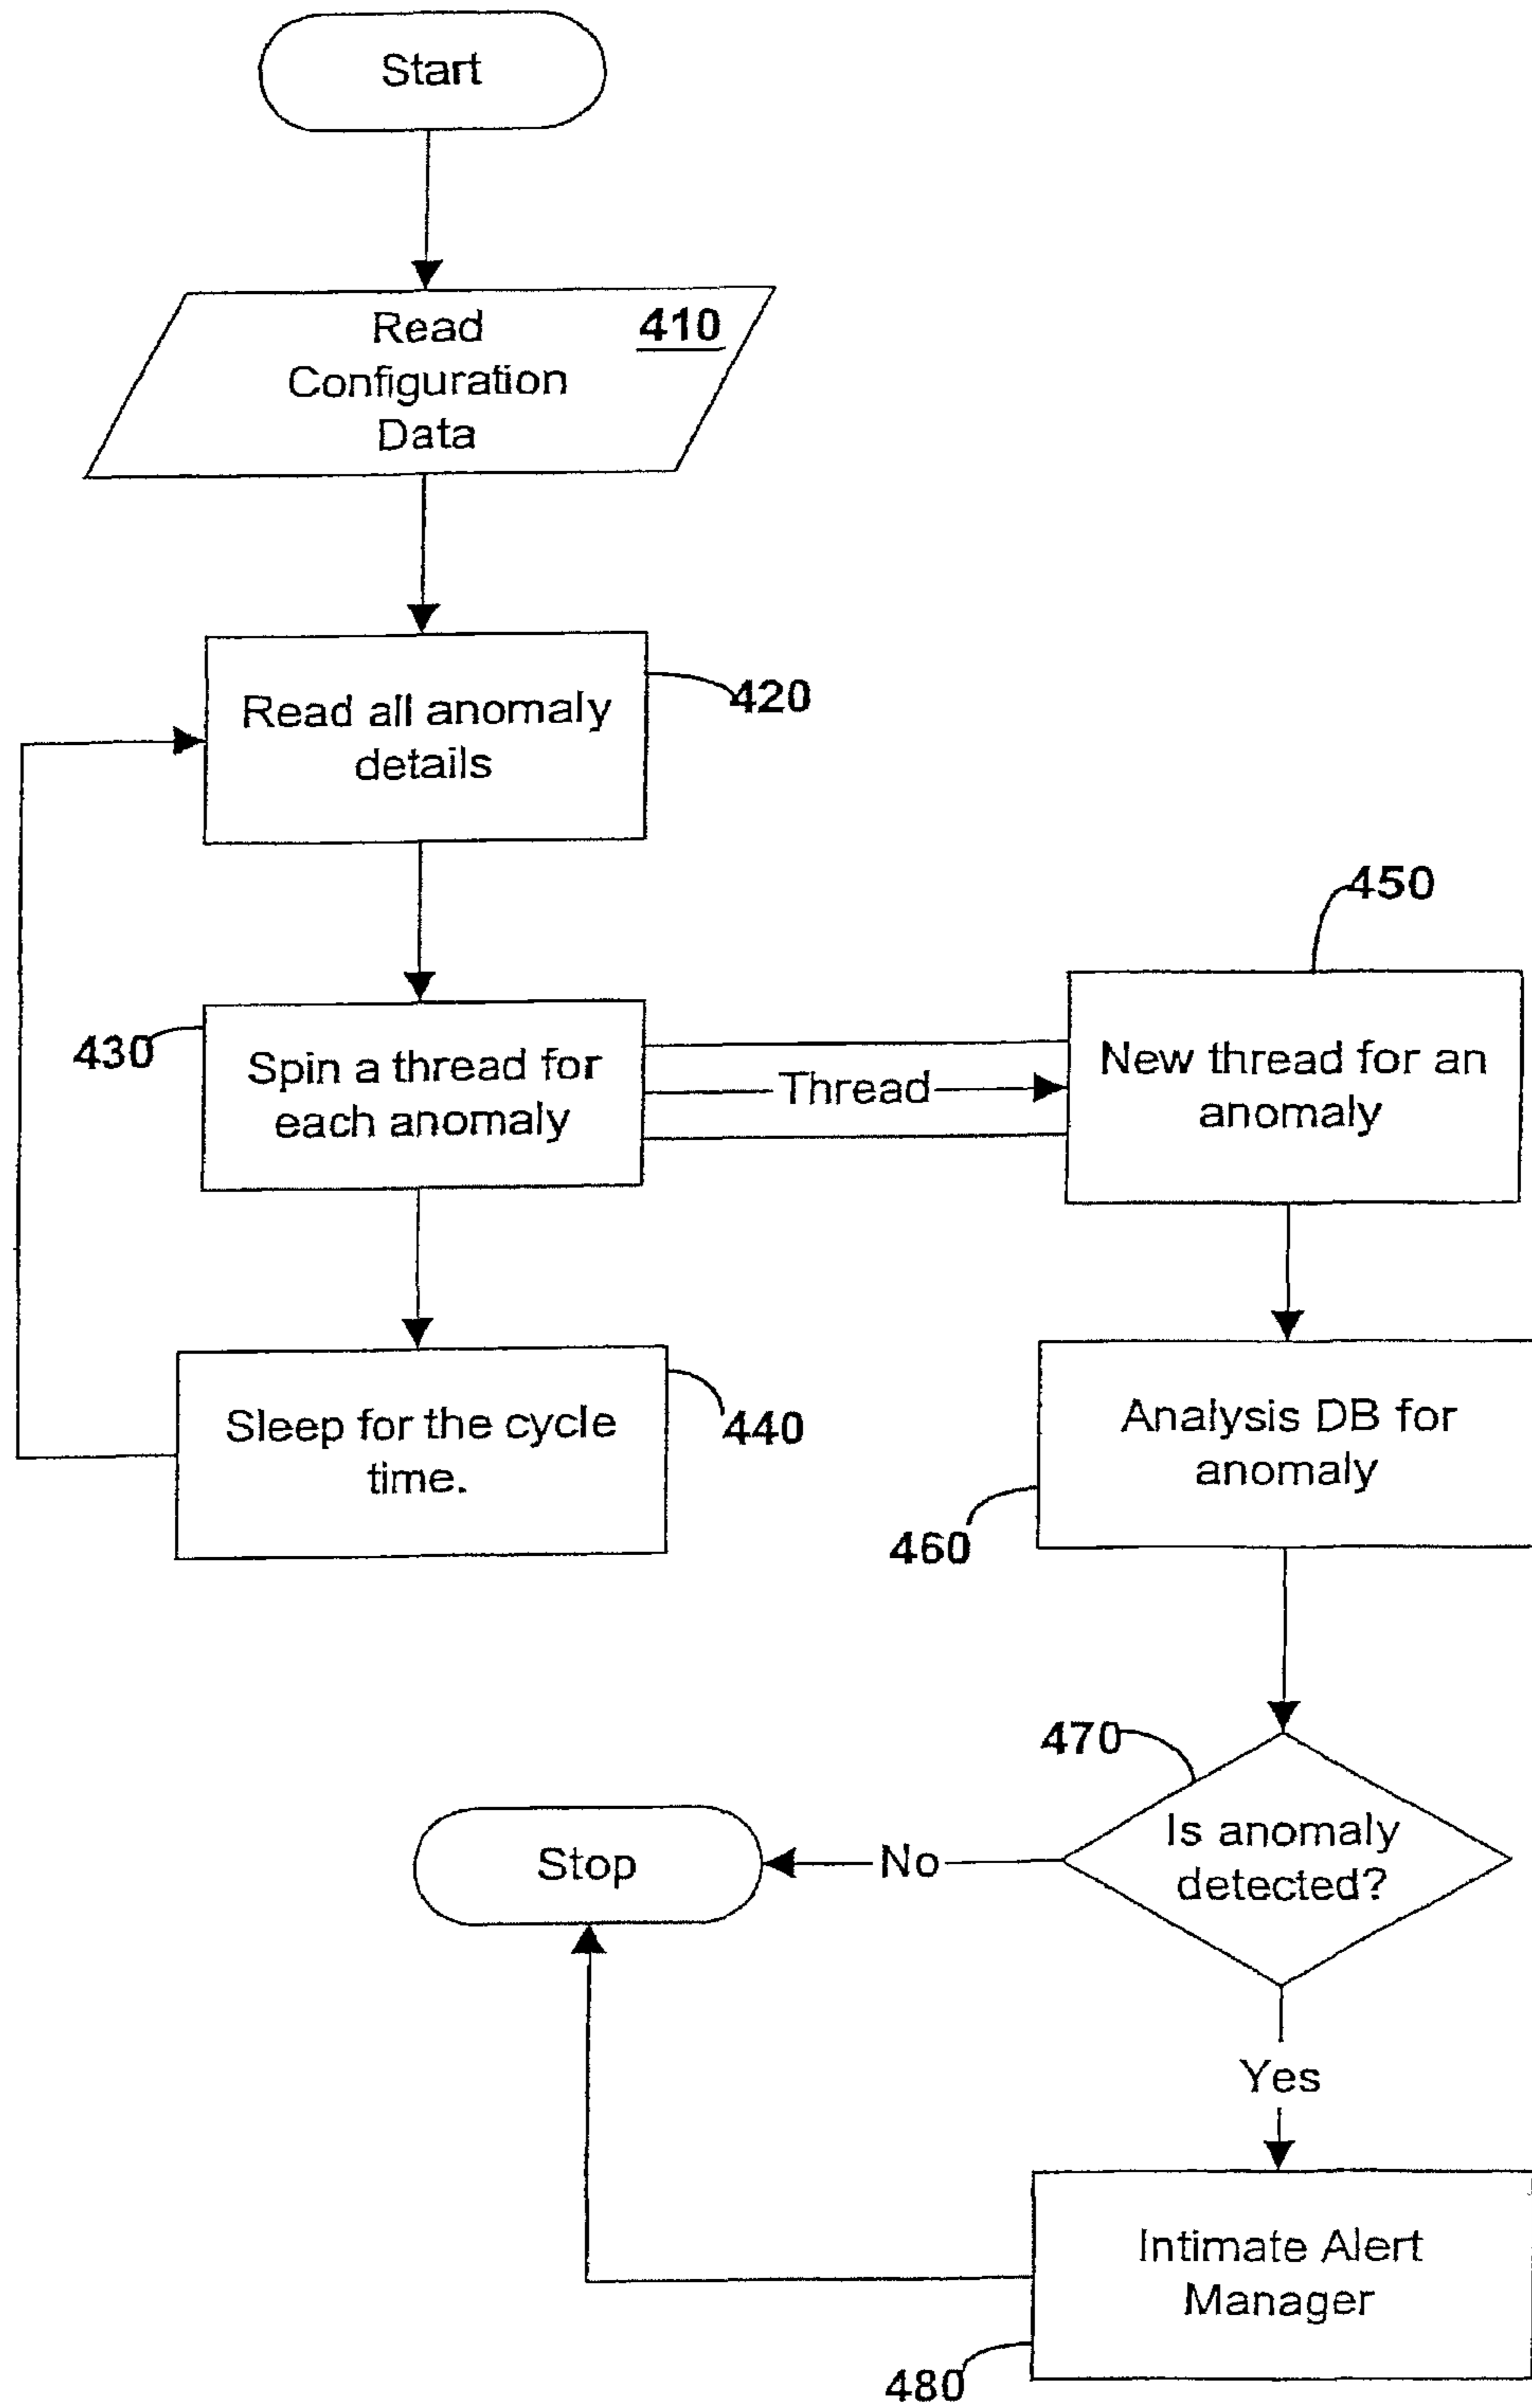 Start
Read
410
Configuration
Data
Read all anomaly
details
420
450
430
Spin a thread for
each anomaly
Thread
New thread for an
anomaly
Sleep for the cycle
time.
440
Analysis DB for
anomaly
460
470
Is anomaly
detected?
No
Stop
Yes
Intimate Alert
Manager
480